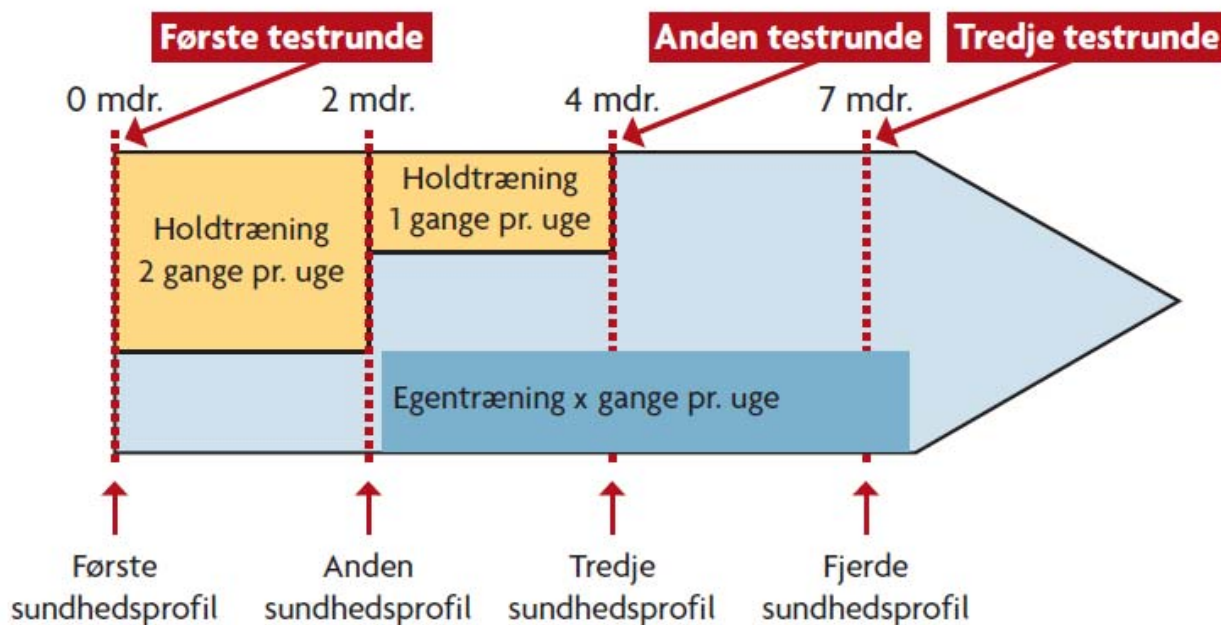 Første testrunde
Anden testrunde
Tredje testrunde
0 mdr.
2 mdr.
4 mdr.
7 mdr.
Holdtræning
2 gange pr. uge
Holdtræning
1 gange pr. uge
Egentræning x gange pr. uge
Første
sundhedsprofil
Anden
sundhedsprofil
Tredje
sundhedsprofil
Fjerde
sundhedsprofil